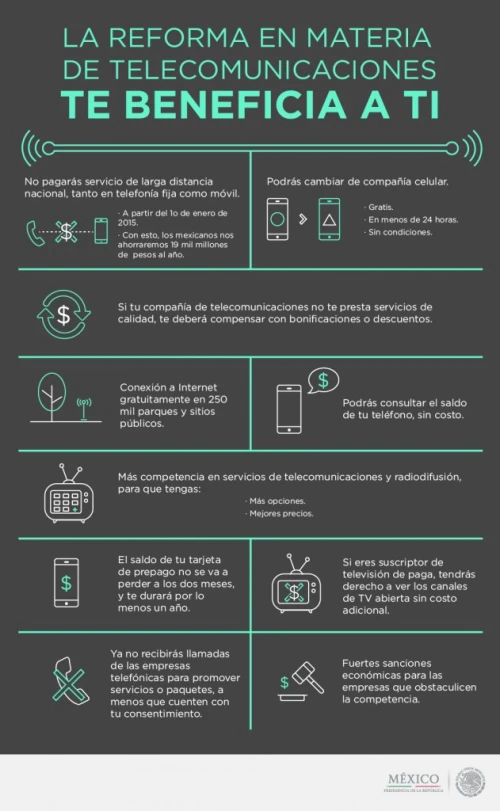 LA REFORMA EN MATERIA
DE TELECOMUNICACIONES
TE BENEFICIA A TI
No pagarás servicio de larga distancia
nacional, tanto en telefonía fija como móvil.
· A partir del 1o de enero de
2015.
· Con esto, los mexicanos nos
ahorraremos 19 mil millones
de pesos al año.
Podrás cambiar de compañía celular.
· Gratis.
· En menos de 24 horas.
· Sin condiciones.
$
$
Si tu compañía de telecomunicaciones no te presta servicios de
calidad, te deberá compensar con bonificaciones o descuentos.
Conexión a Internet
gratuitamente en 250
mil parques y sitios
públicos.
$
Podrás consultar el saldo
de tu teléfono, sin costo.
Más competencia en servicios de telecomunicaciones y radiodifusión,
para que tengas:
· Más opciones.
· Mejores precios.
$
El saldo de tu tarjeta
de prepago no se va a
perder a los dos meses,
y te durará por lo
menos un año.
$
Si eres suscriptor de
televisión de paga, tendrás
derecho a ver los canales
de TV abierta sin costo
adicional.
Ya no recibirás llamadas
de las empresas
telefónicas para promover
servicios o paquetes, a
menos que cuenten con
tu consentimiento.
$
Fuertes sanciones
económicas para las
empresas que obstaculicen
la competencia.
MÉXICO
PRESIDENCIA DE LA REPÚBLICA